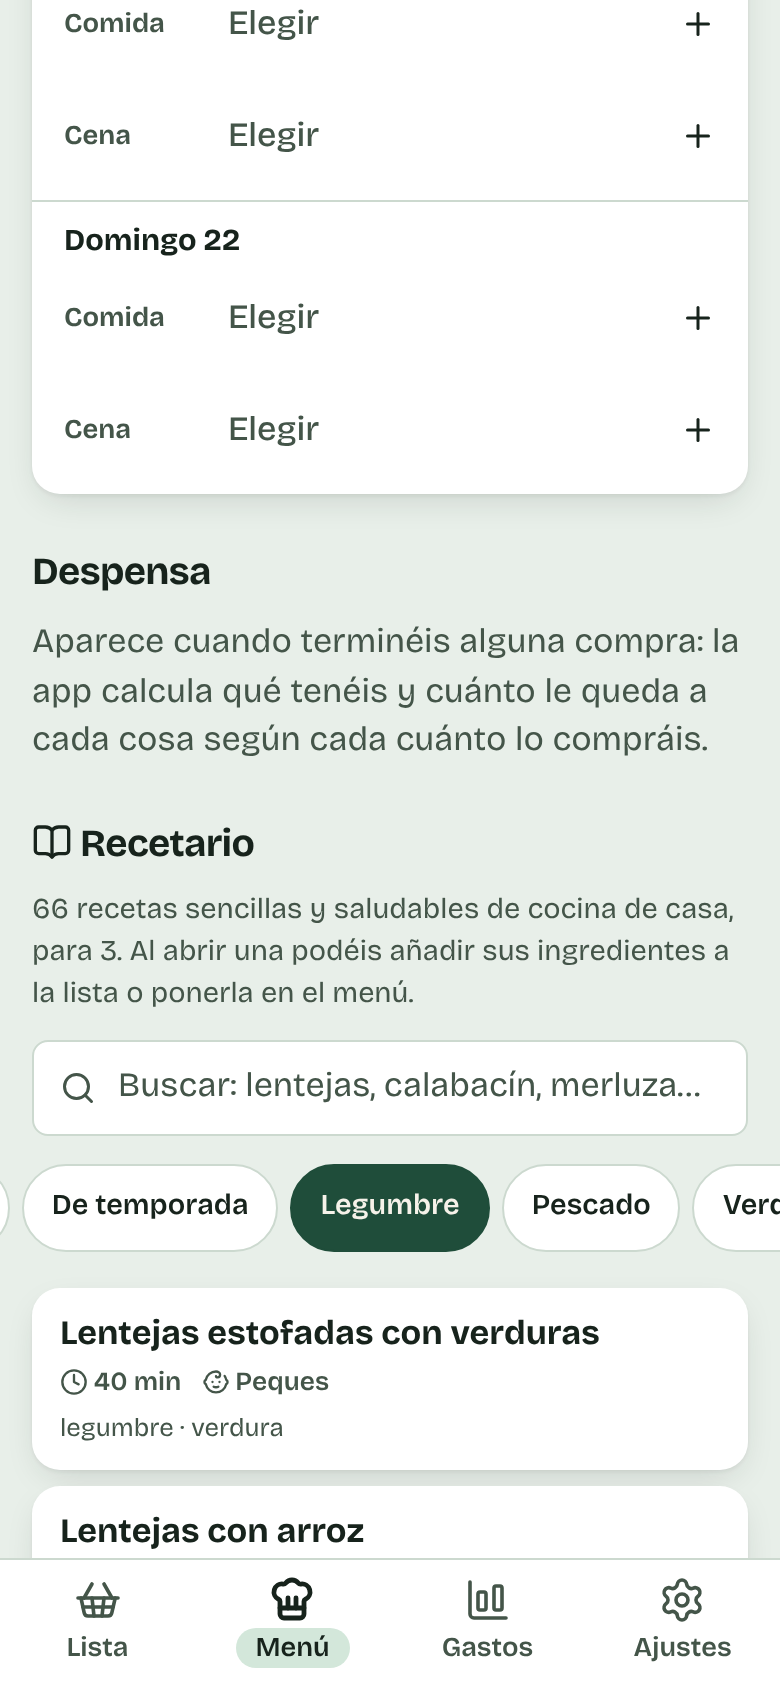 Comida Elegir
Cena Elegir
Domingo 22
Comida Elegir
Cena Elegir
Despensa
Aparece cuando terminéis alguna compra: la
app calcula qué tenéis y cuánto le queda a
cada cosa según cada cuánto lo compráis.
Recetario
66 recetas sencillas y saludables de cocina de casa,
para 3. Al abrir una podéis añadir sus ingredientes a
la lista o ponerla en el menú.
Buscar: lentejas, calabacín, merluza...
De temporada Legumbre Pescado Verd
Lentejas estofadas con verduras
40 min Peques
legumbre · verdura
Lentejas con arroz
Lista Menú Gastos Ajustes